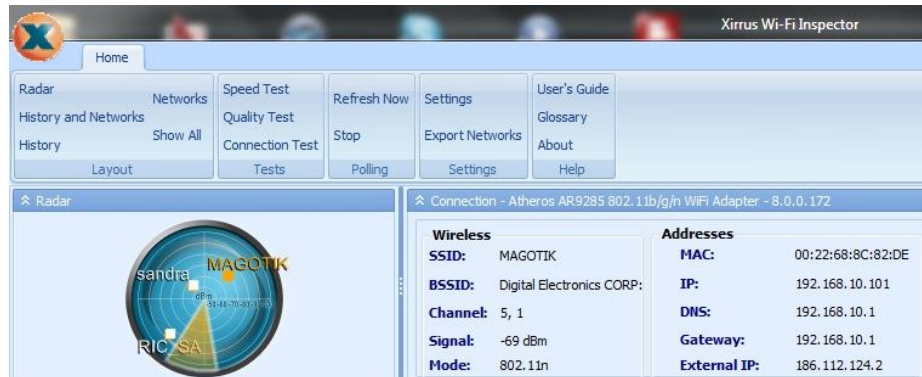 Xirrus Wi-Fi Inspector
Home
Radar
History and Networks
History
Networks
Show All
Layout
Speed Test
Quality Test
Connection Test
Tests
Refresh Now
Stop
Polling
Settings
Export Networks
Settings
User's Guide
Glossary
About
Help
Radar
sandra
MAGOTIK
dBm
RIC_SA
Connection - Atheros AR9285 802.11b/g/n WiFi Adapter - 8.0.0.172
Wireless
SSID: MAGOTIK
BSSID: Digital Electronics CORP:
Channel: 5, 1
Signal: -69 dBm
Mode: 802.11n
Addresses
MAC: 00:22:68:8C:82:DE
IP: 192.168.10.101
DNS: 192.168.10.1
Gateway: 192.168.10.1
External IP: 186.112.124.2